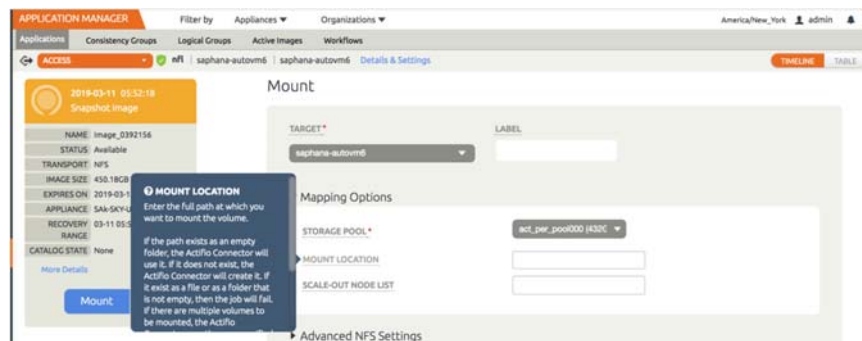 APPLICATION MANAGER Filter by Appliances ▼ Organizations ▼ America/New_York admin
Applications Consistency Groups Logical Groups Active Images Workflows
ACCESS nfl saphana-autovm6 saphana-autovm6 Details & Settings TIMELINE TABLE
2019-03-11 05:52:18
Snapshot Image
NAME Image_0392156
STATUS Available
TRANSPORT NFS
IMAGE SIZE 450.18GB
EXPIRES ON 2019-03-1
APPLIANCE SAk-SKY-U
RECOVERY RANGE 03-11 05:5
CATALOG STATE None
More Details
Mount
MOUNT LOCATION
Enter the full path at which you
want to mount the volume.
If the path exists as an empty
folder, the Actifio Connector will
use it. If it does not exist, the
Actifio Connector will create it. If
it exist as a file or as a folder that
is not empty, then the job will fail.
If there are multiple volumes to
be mounted, the Actifio
Mount
TARGET* LABEL
saphana-autovm6
Mapping Options
STORAGE POOL* act_per_pool000 (432G
MOUNT LOCATION
SCALE-OUT NODE LIST
Advanced NFS Settings